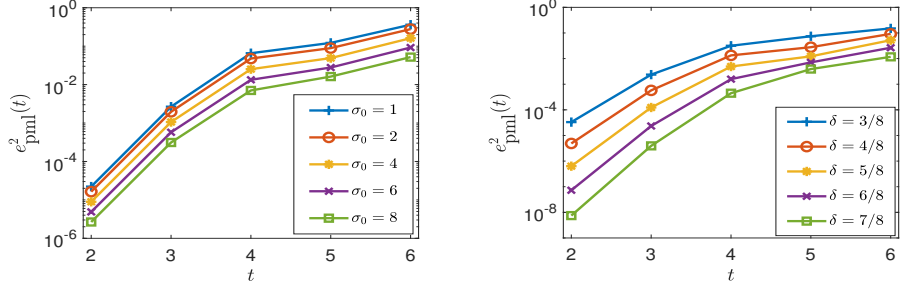 10^0
10^-2
10^-4
10^-6
e^2_pml(t)
2 3 4 5 6
t
σ_0 = 1
σ_0 = 2
σ_0 = 4
σ_0 = 6
σ_0 = 8
10^0
10^-4
10^-8
e^2_pml(t)
2 3 4 5 6
t
δ = 3/8
δ = 4/8
δ = 5/8
δ = 6/8
δ = 7/8